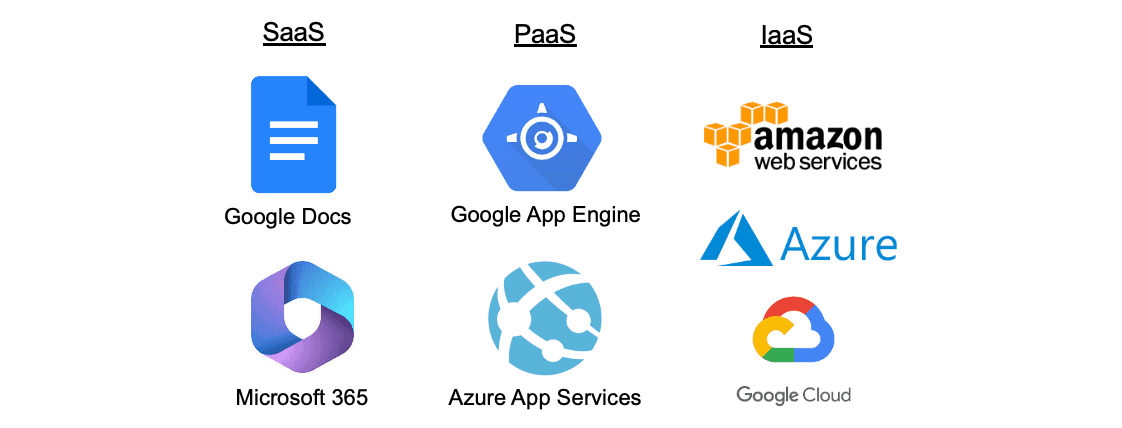 SaaS
Google Docs
Microsoft 365
PaaS
Google App Engine
Azure App Services
IaaS
amazon
web services
Azure
Google Cloud